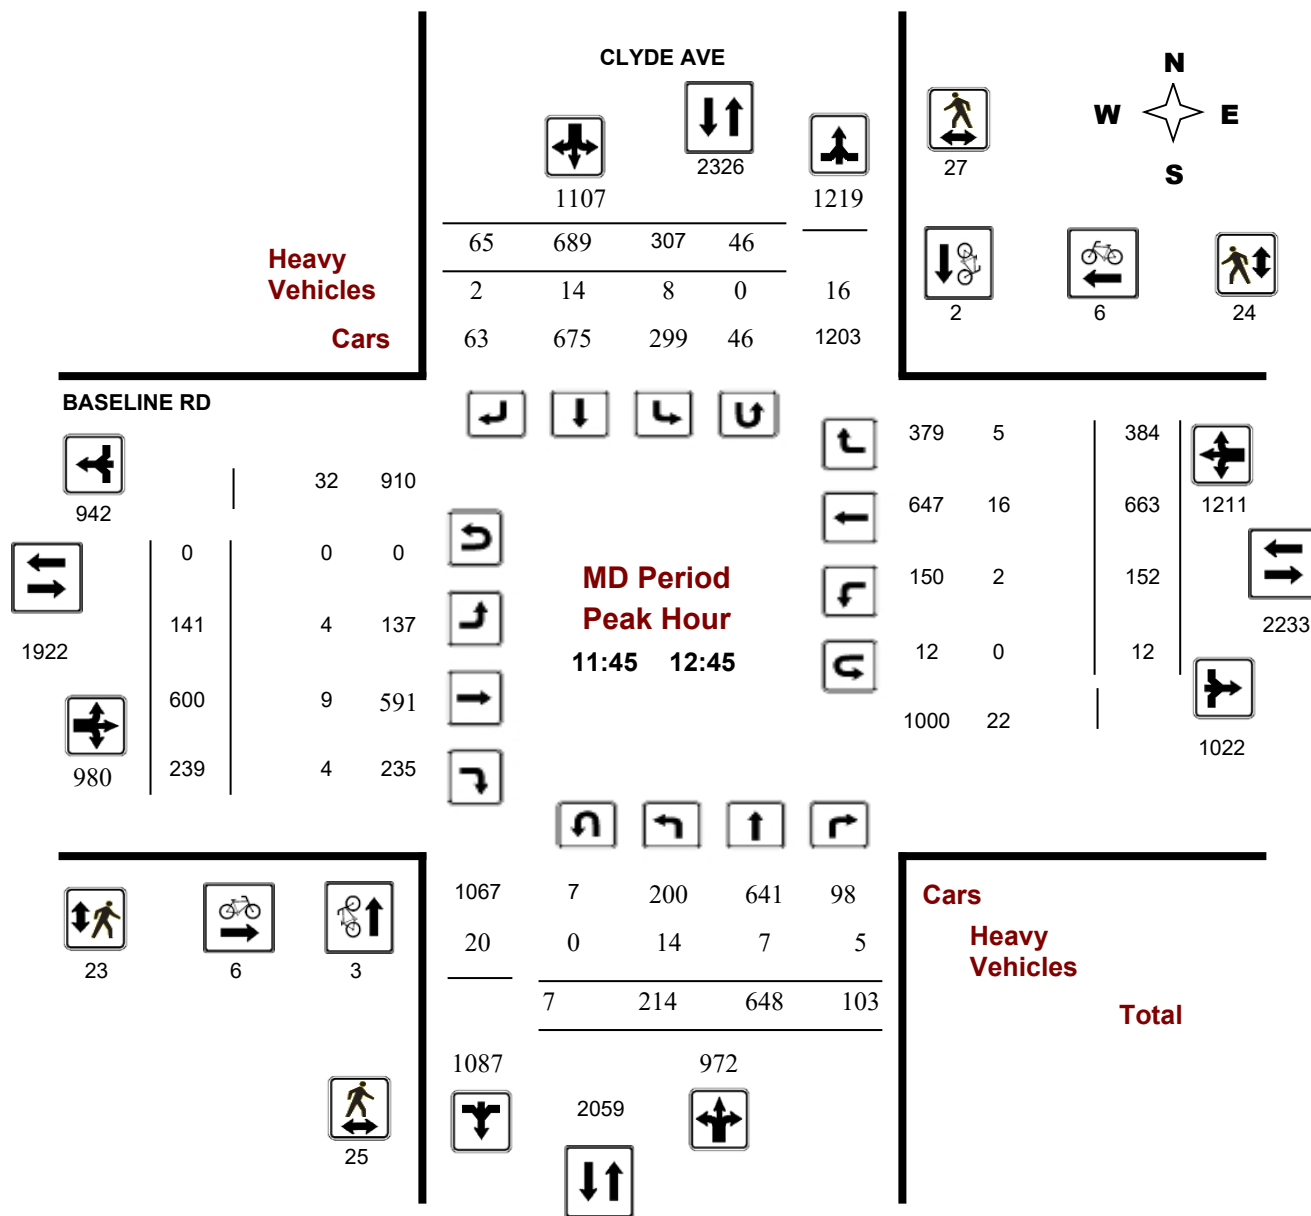 CLYDE AVE
N
W E
S
2326
27
1107
1219
65 689 307 46
Heavy
Vehicles
2 14 8 0 16
2 6 24
Cars
63 675 299 46 1203
BASELINE RD
379 5 384
32 910
942
647 16 663 1211
0 0 0
MD Period
150 2 152
Peak Hour
141 4 137
2233
1922
11:45 12:45
12 0 12
600 9 591
1000 22
1022
980 239 4 235
1067 7 200 641 98
Cars
20 0 14 7 5
Heavy
Vehicles
23 6 3
7 214 648 103
Total
1087 972
2059
25